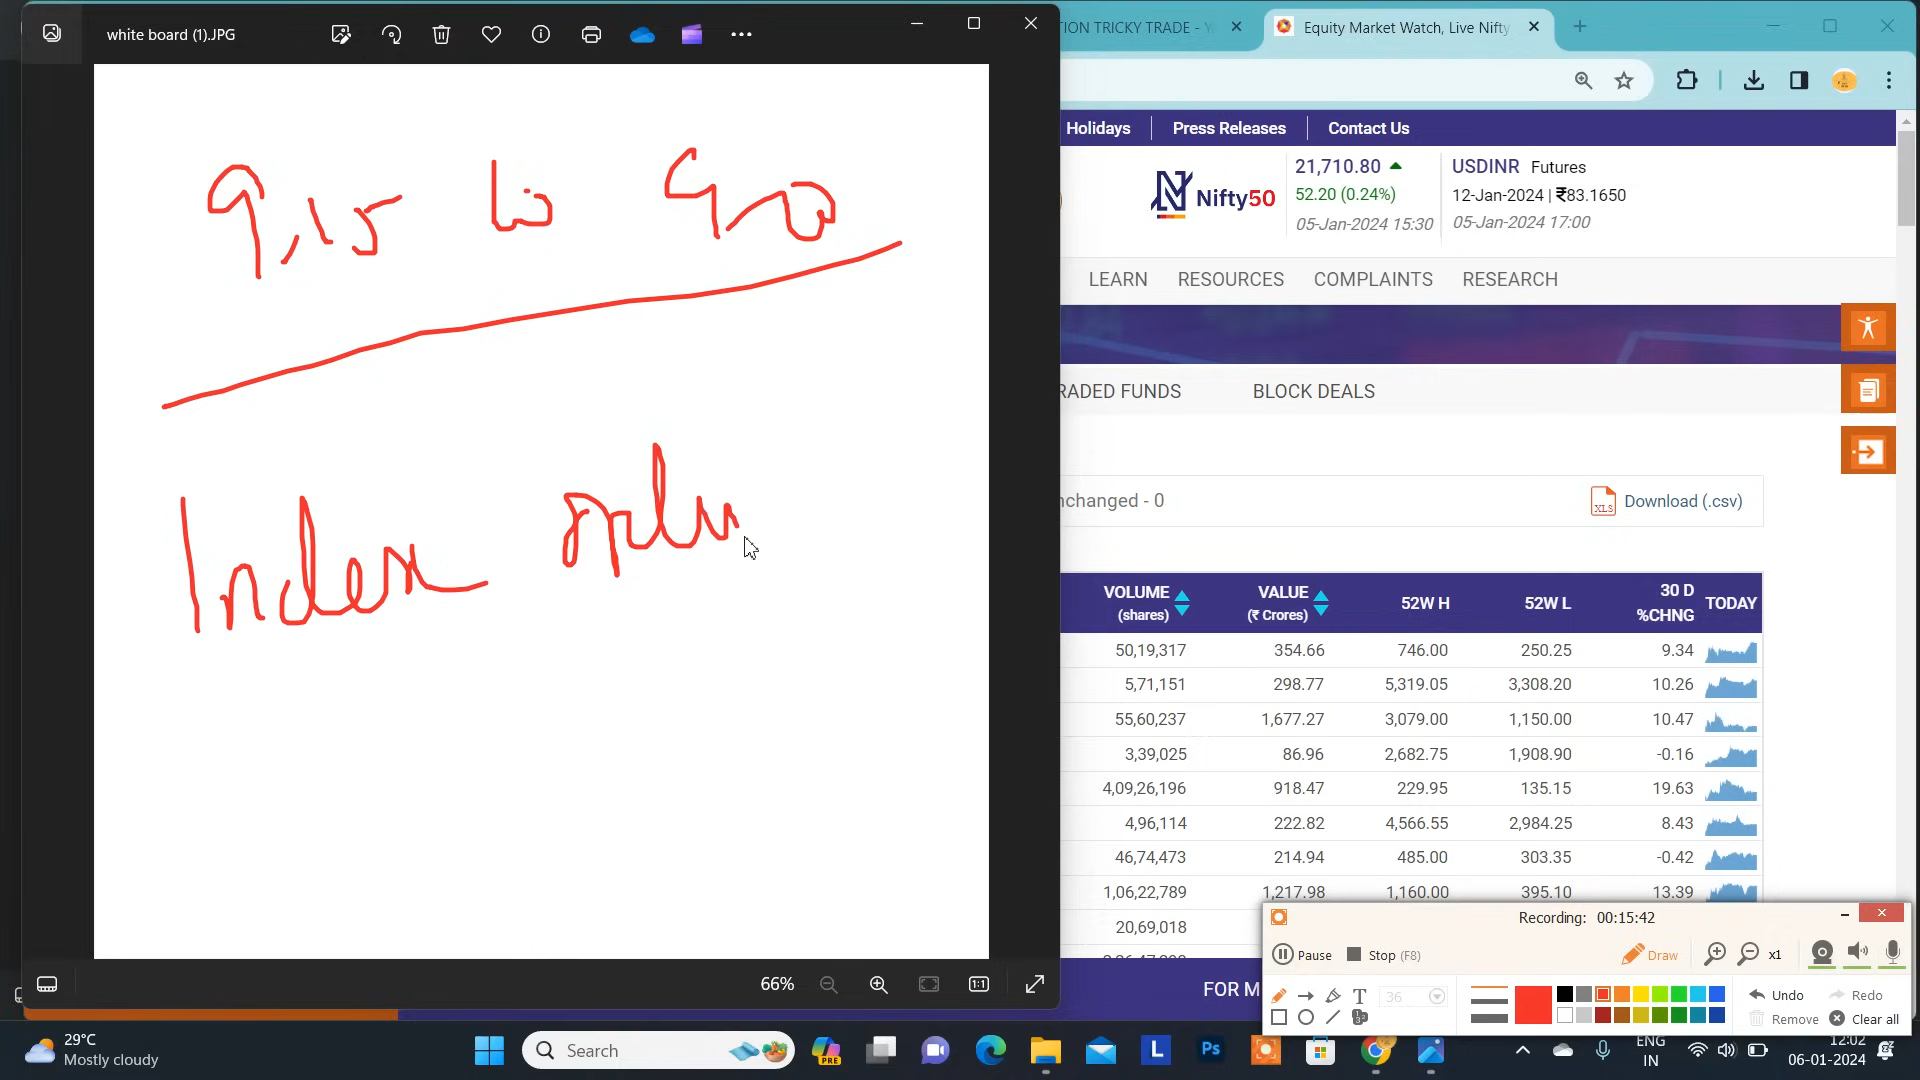 white board (1).JPG
TION TRICKY TRADE - Y
Equity Market Watch, Live Nifty
Holidays Press Releases Contact Us
Nifty50
21,710.80
52.20 (0.24%)
05-Jan-2024 15:30
USDINR Futures
12-Jan-2024 | ₹83.1650
05-Jan-2024 17:00
LEARN RESOURCES COMPLAINTS RESEARCH
RADED FUNDS BLOCK DEALS
nchanged - 0
XLS Download (.csv)
9.15 to
Index
VOLUME (shares) VALUE (₹ Crores) 52W H 52W L 30 D %CHNG TODAY
50,19,317 354.66 746.00 250.25 9.34
5,71,151 298.77 5,319.05 3,308.20 10.26
55,60,237 1,677.27 3,079.00 1,150.00 10.47
3,39,025 86.96 2,682.75 1,908.90 -0.16
4,09,26,196 918.47 229.95 135.15 19.63
4,96,114 222.82 4,566.55 2,984.25 8.43
46,74,473 214.94 485.00 303.35 -0.42
1,06,22,789 1,217.98 1,160.00 395.10 13.39
20,69,018
FOR M
66% 1:1
Recording: 00:15:42
Pause Stop (F8) Draw x1
T 36
Undo Redo
Remove Clear all
29°C
Mostly cloudy
Search
PRE
L
Ps
ENG
IN
12:02
06-01-2024